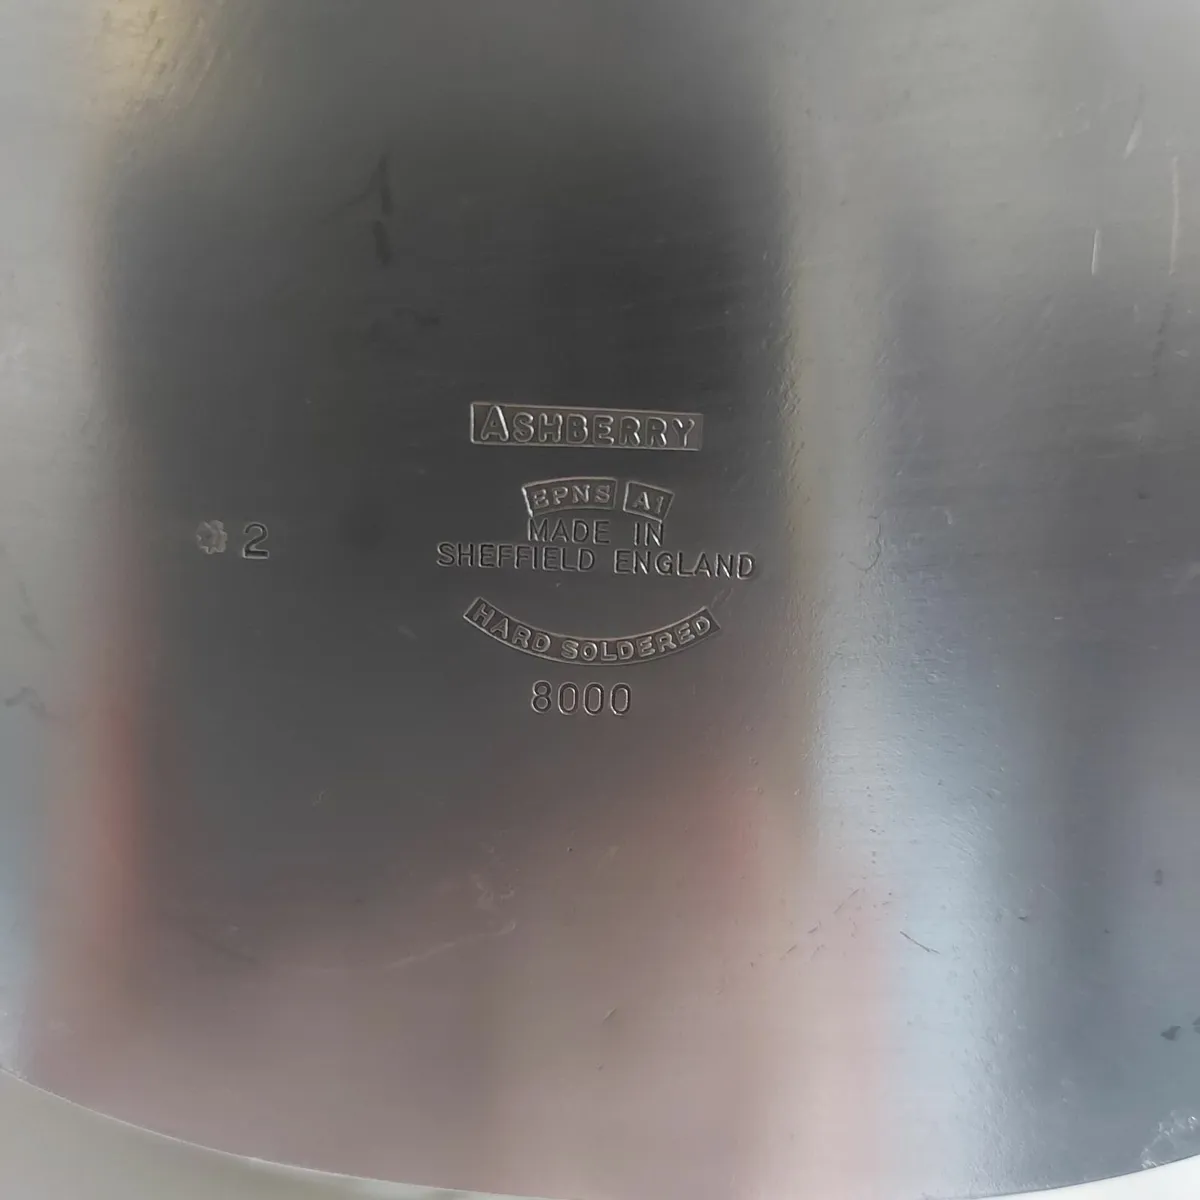 ASHBERRY
EPNS A1
MADE IN
SHEFFIELD ENGLAND
HARD SOLDERED
8000
2